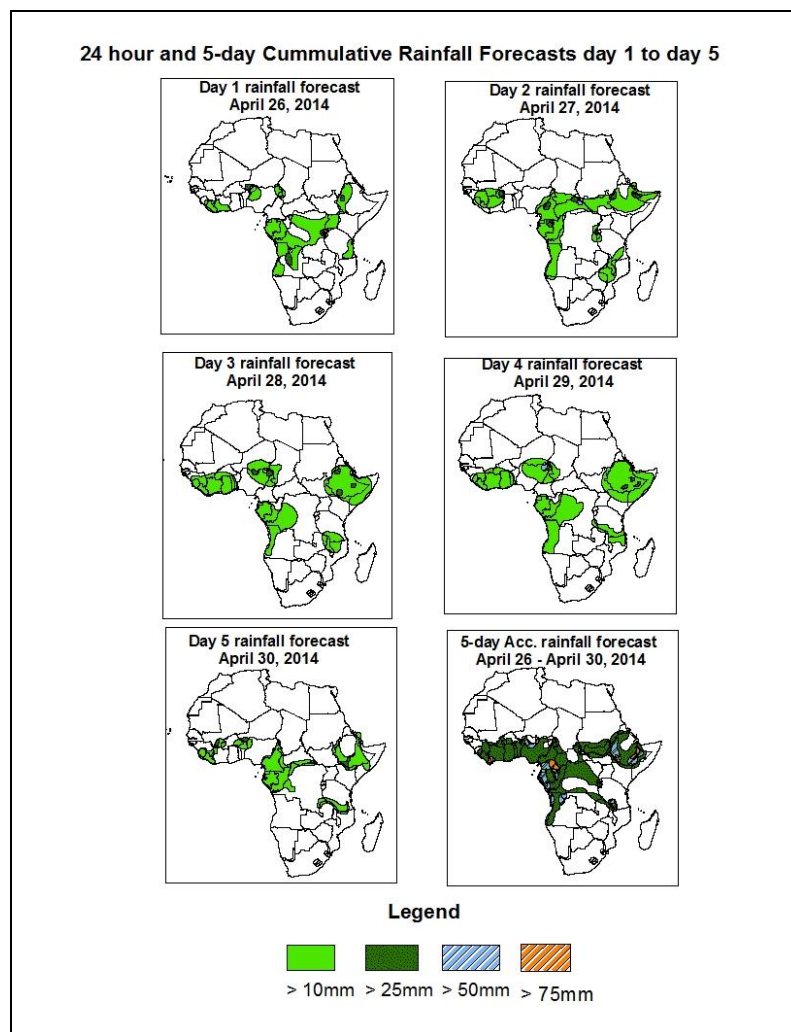 24 hour and 5-day Cummulative Rainfall Forecasts day 1 to day 5
Day 1 rainfall forecast
April 26, 2014
Day 2 rainfall forecast
April 27, 2014
Day 3 rainfall forecast
April 28, 2014
Day 4 rainfall forecast
April 29, 2014
Day 5 rainfall forecast
April 30, 2014
5-day Acc. rainfall forecast
April 26 - April 30, 2014
Legend
> 10mm > 25mm > 50mm > 75mm